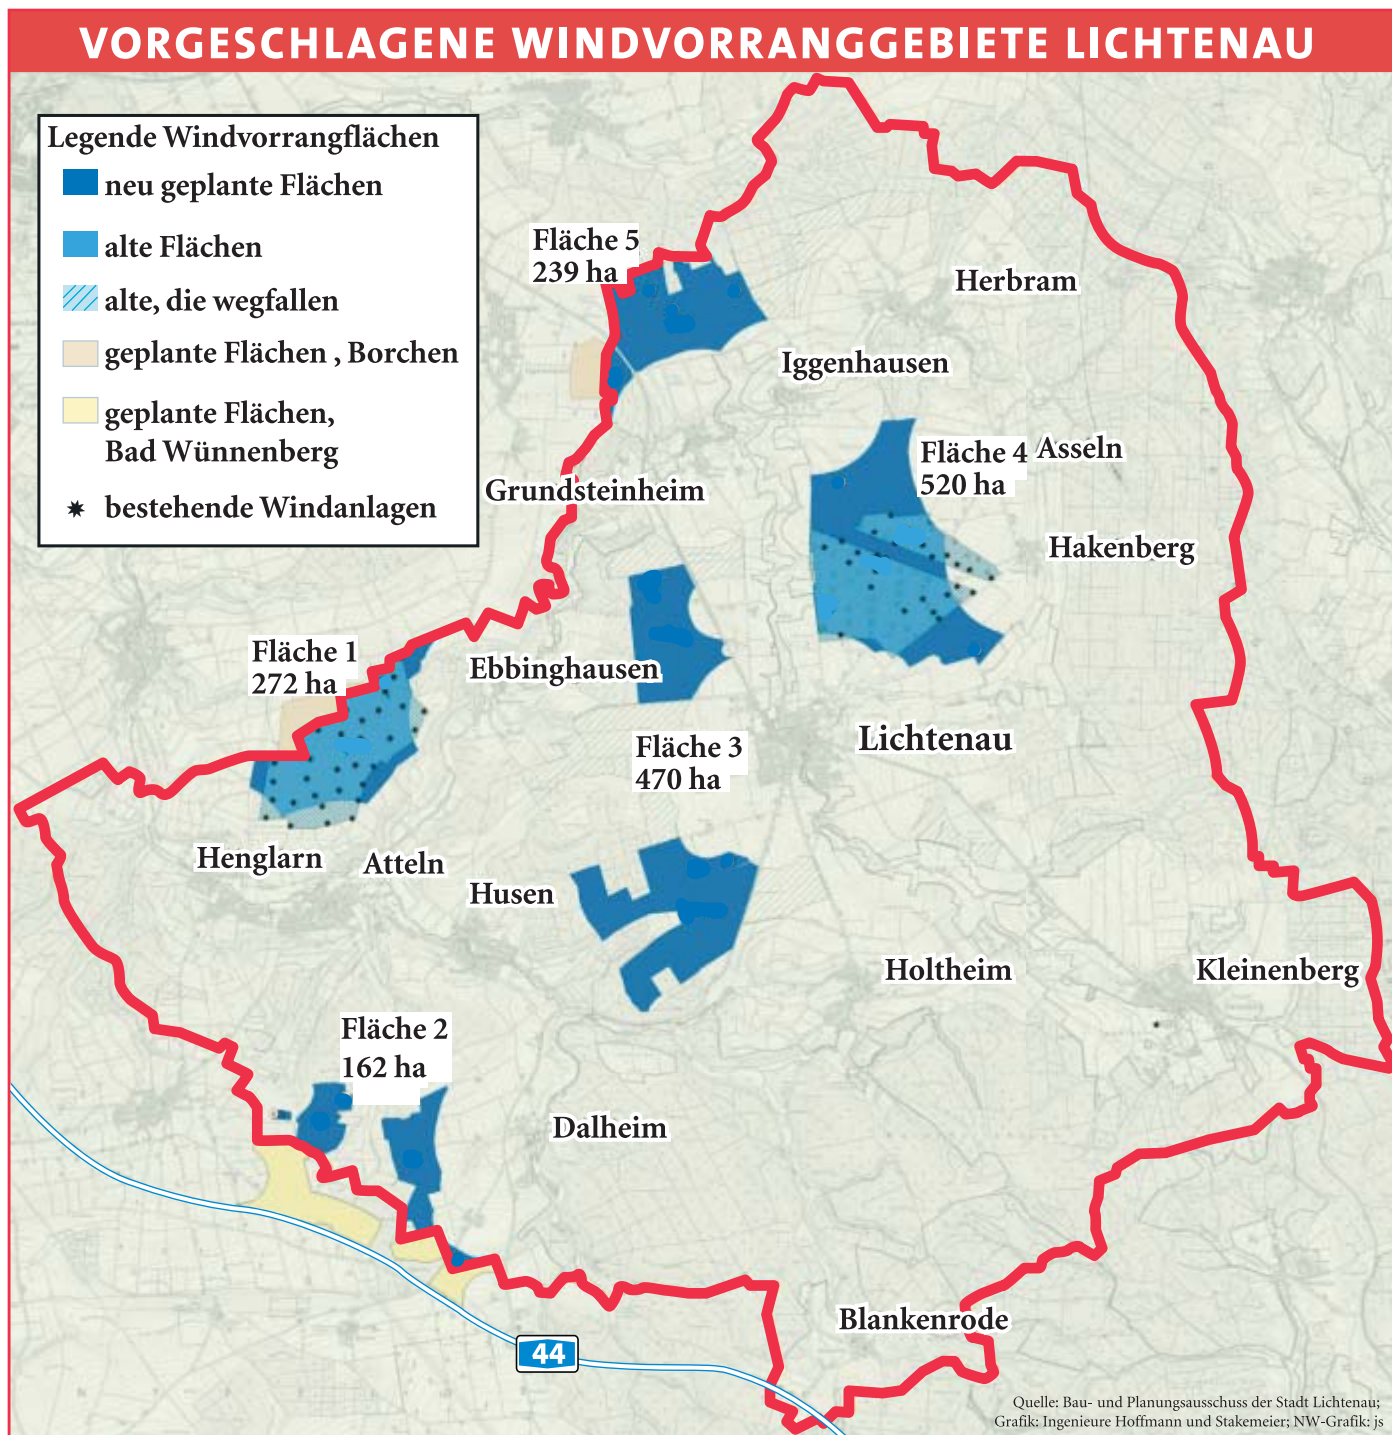 VORGESCHLAGENE WINDVORRANGGEBIETE LICHTENAU
Legende Windvorrangflächen
neu geplante Flächen
alte Flächen
alte, die wegfallen
geplante Flächen , Borchen
geplante Flächen,
Bad Wünnenberg
bestehende Windanlagen
Fläche 5
239 ha
Herbram
Iggenhausen
Fläche 4
520 ha
Asseln
Grundsteinheim
Hakenberg
Fläche 1
272 ha
Ebbinghausen
Fläche 3
470 ha
Lichtenau
Henglarn
Atteln
Husen
Holtheim
Kleinenberg
Fläche 2
162 ha
Dalheim
Blankenrode
44
Quelle: Bau- und Planungsausschuss der Stadt Lichtenau;
Grafik: Ingenieure Hoffmann und Stakemeier; NW-Grafik: js